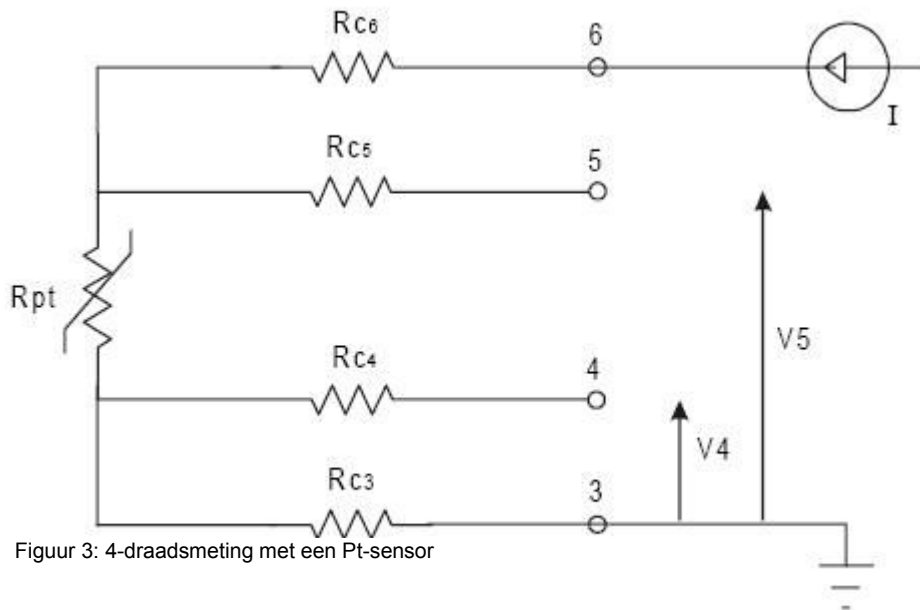 Rc6
6
I
Rc5
5
Rpt
V5
Rc4
4
V4
Rc3
3
Figuur 3: 4-draadsmeting met een Pt-sensor